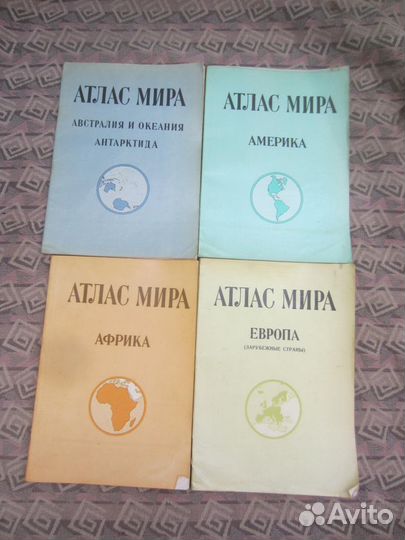 АТЛАС МИРА
АВСТРАЛИЯ И ОКЕАНИЯ
АНТАРКТИДА
АТЛАС МИРА
АМЕРИКА
АТЛАС МИРА
АФРИКА
АТЛАС МИРА
ЕВРОПА
(ЗАРУБЕЖНЫЕ СТРАНЫ)
Avito